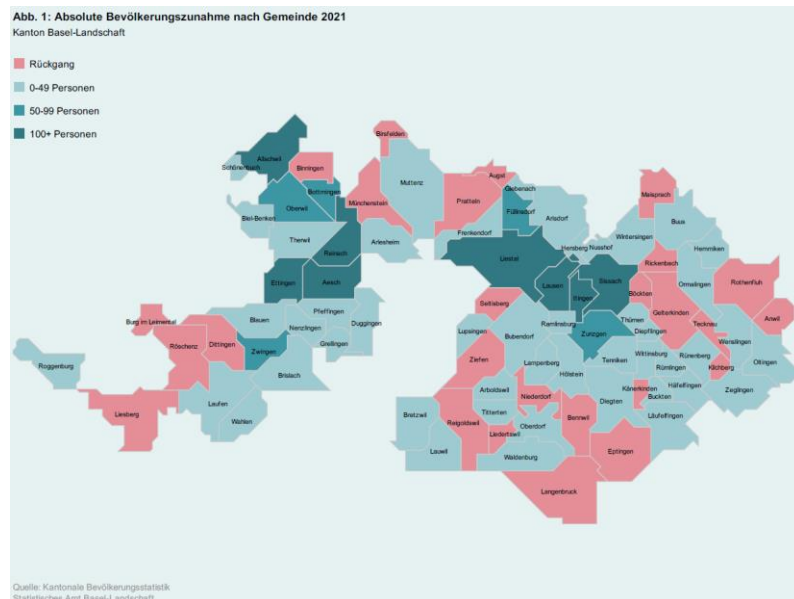 Abb. 1: Absolute Bevölkerungszunahme nach Gemeinde 2021
Kanton Basel-Landschaft
Rückgang
0-49 Personen
50-99 Personen
100+ Personen
Birsfelden
Allschwil
Schönenbuch
Binningen
Augst
Muttenz
Maisprach
Bottmingen
Giebenach
Münchenstein
Pratteln
Oberwil
Füllinsdorf
Arisdorf
Buus
Biel-Benken
Frenkendorf
Wintersingen
Therwil
Arlesheim
Hersberg
Nusshof
Hemmiken
Reinach
Liestal
Rickenbach
Rothenfluh
Ettingen
Aesch
Lausen
Sissach
Ormalingen
Itingen
Böckten
Seltisberg
Gelterkinden
Pfeffingen
Anwil
Burg im Leimental
Blauen
Duggingen
Ramlinsburg
Thürnen
Tecknau
Nenzlingen
Lupsingen
Zunzgen
Diepflingen
Bubendorf
Wenslingen
Röschenz
Dittingen
Grellingen
Zwingen
Ziefen
Wittinsburg
Rünenberg
Oltingen
Roggenburg
Lampenberg
Tenniken
Rümlingen
Kilchberg
Brislach
Hölstein
Zeglingen
Arboldswil
Känerkinden
Häfelfingen
Liesberg
Laufen
Niederdorf
Diegten
Buckten
Bretzwil
Titterten
Läufelfingen
Wahlen
Reigoldswil
Oberdorf
Bennwil
Liedertswil
Lauwil
Waldenburg
Eptingen
Langenbruck
Quelle: Kantonale Bevölkerungsstatistik
Statistisches Amt Basel-Landschaft